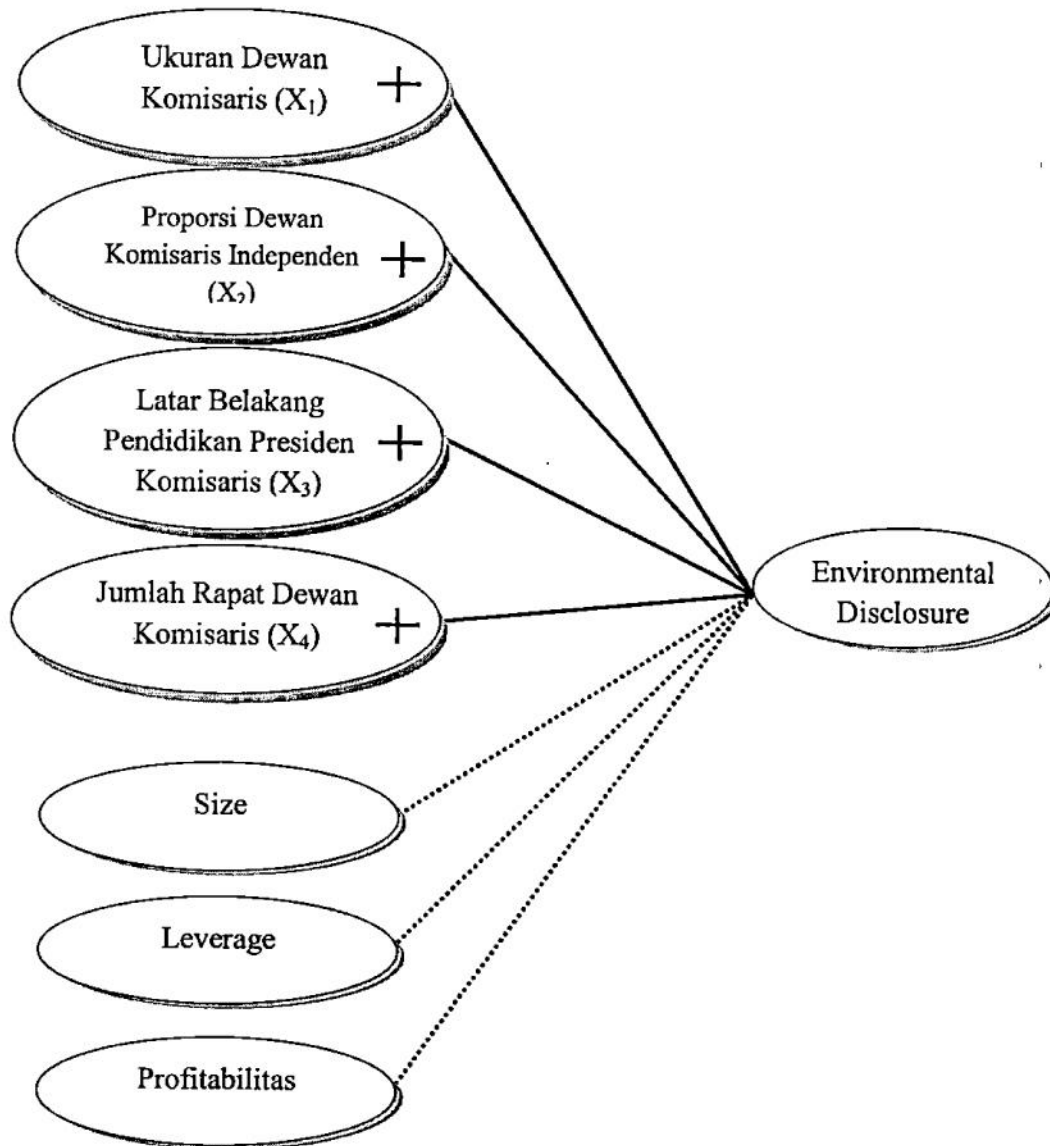 Ukuran Dewan
Komisaris (X₁)
+
Proporsi Dewan
Komisaris Independen
(X₂)
+
Latar Belakang
Pendidikan Presiden
Komisaris (X₃)
+
Jumlah Rapat Dewan
Komisaris (X₄)
+
Environmental
Disclosure
Size
Leverage
Profitabilitas